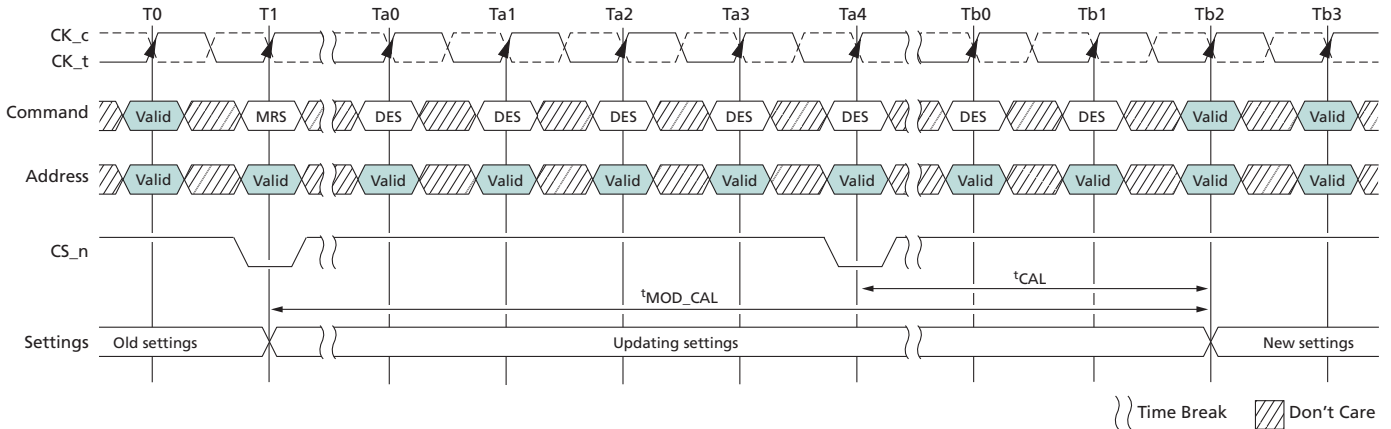 T0 T1 Ta0 Ta1 Ta2 Ta3 Ta4 Tb0 Tb1 Tb2 Tb3
CK_c
CK_t
Command Valid MRS DES DES DES DES DES DES DES Valid Valid
Address Valid Valid Valid Valid Valid Valid Valid Valid Valid Valid Valid
CS_n
tCAL
tMOD_CAL
Settings Old settings Updating settings New settings
Time Break Don't Care